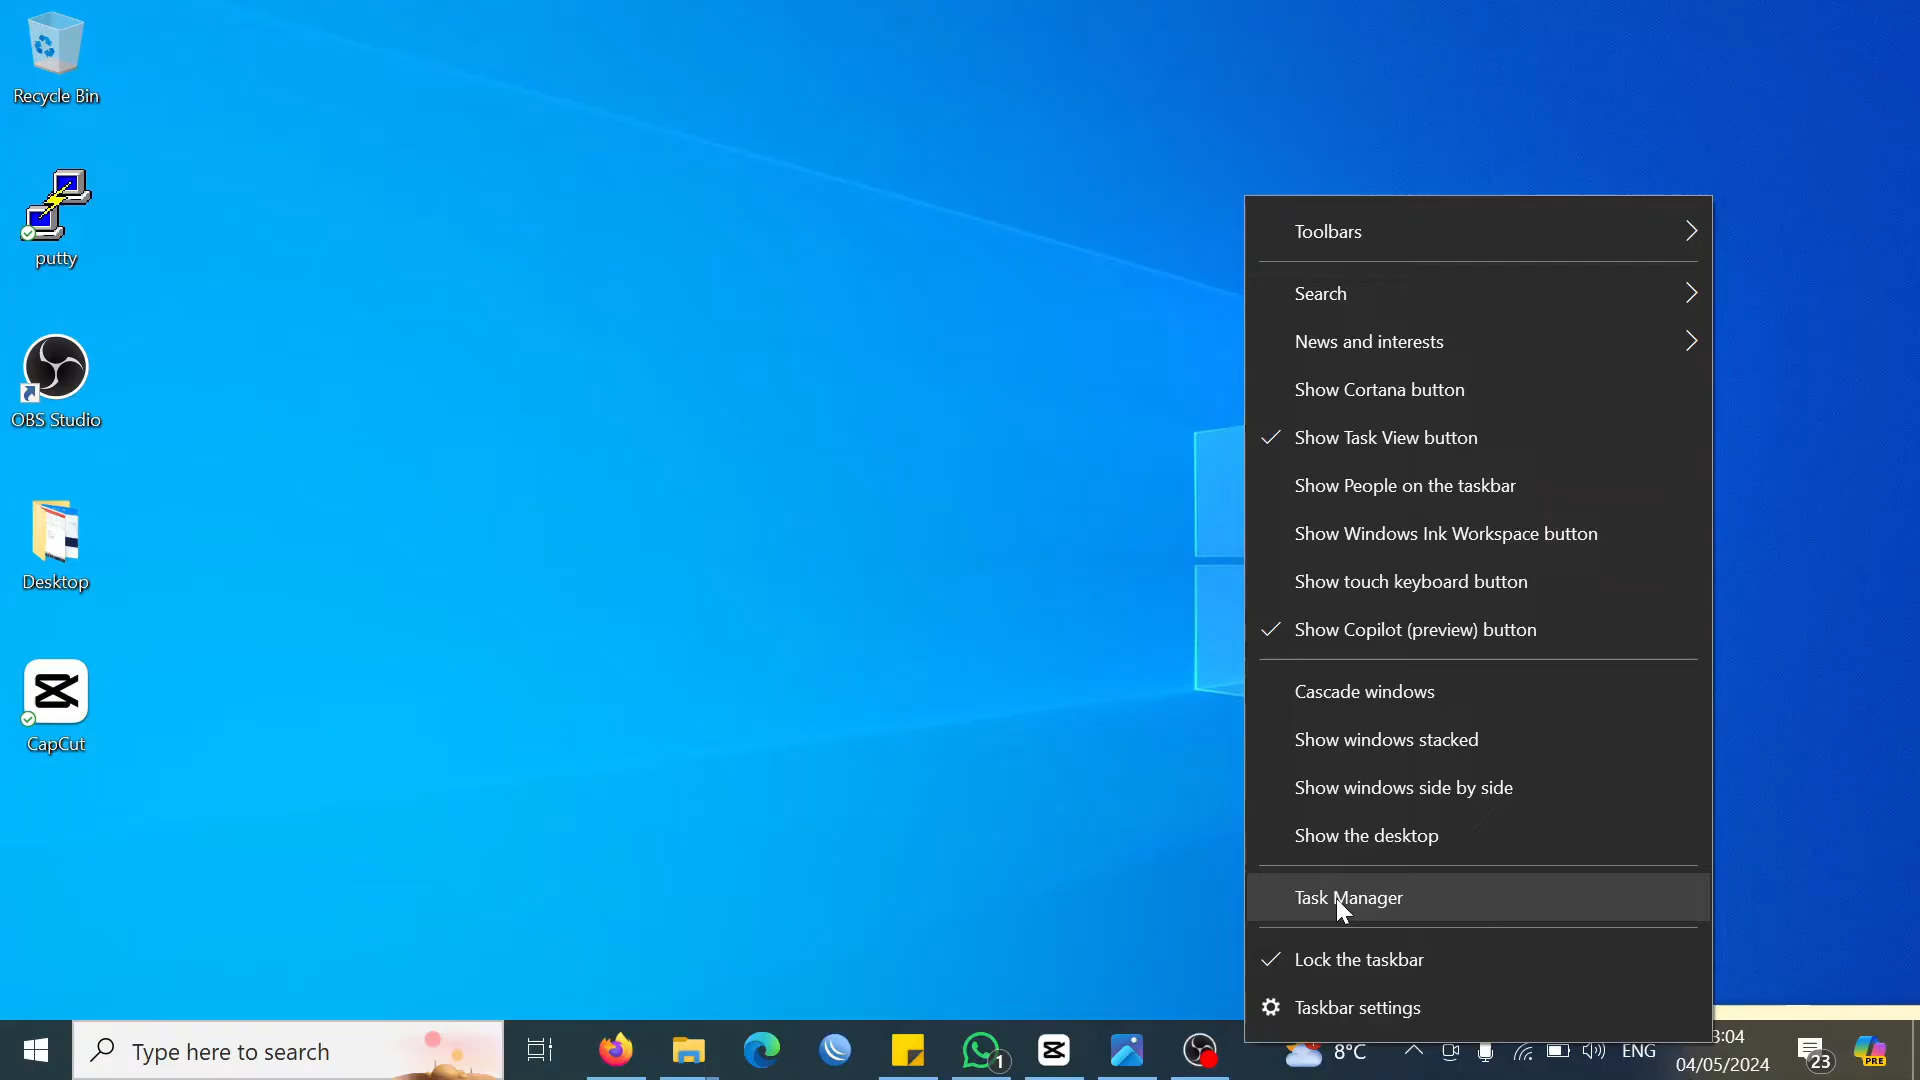 Recycle Bin
putty
OBS Studio
Desktop
CapCut
Toolbars
Search
News and interests
Show Cortana button
Show Task View button
Show People on the taskbar
Show Windows Ink Workspace button
Show touch keyboard button
Show Copilot (preview) button
Cascade windows
Show windows stacked
Show windows side by side
Show the desktop
Task Manager
Lock the taskbar
Taskbar settings
Type here to search
1
8°C
ENG
3:04
04/05/2024
23
PRE